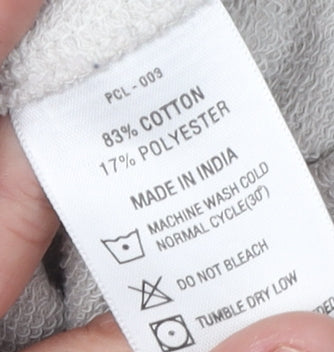 PCL - 009
83% COTTON
17% POLYESTER
MADE IN INDIA
MACHINE WASH COLD
NORMAL CYCLE(30°)
DO NOT BLEACH
TUMBLE DRY LOW